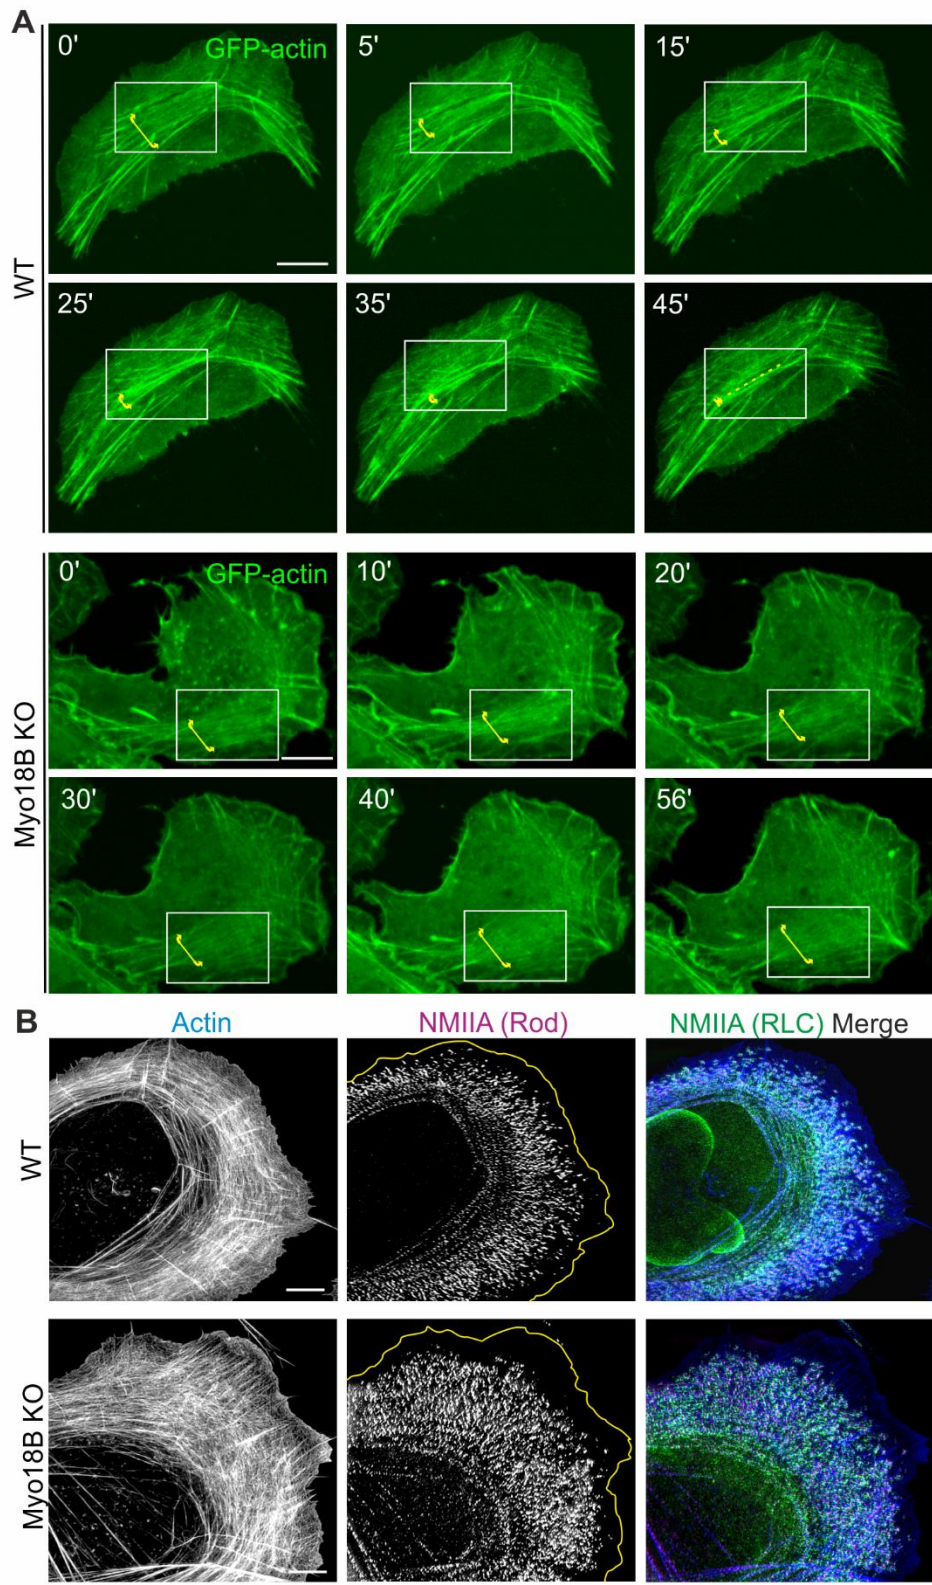 A
0' GFP-actin 5' 15'
WT
25' 35' 45'
0' GFP-actin 10' 20'
Myo18B KO
30' 40' 56'
B Actin NMIIA (Rod) NMIIA (RLC) Merge
WT
Myo18B KO